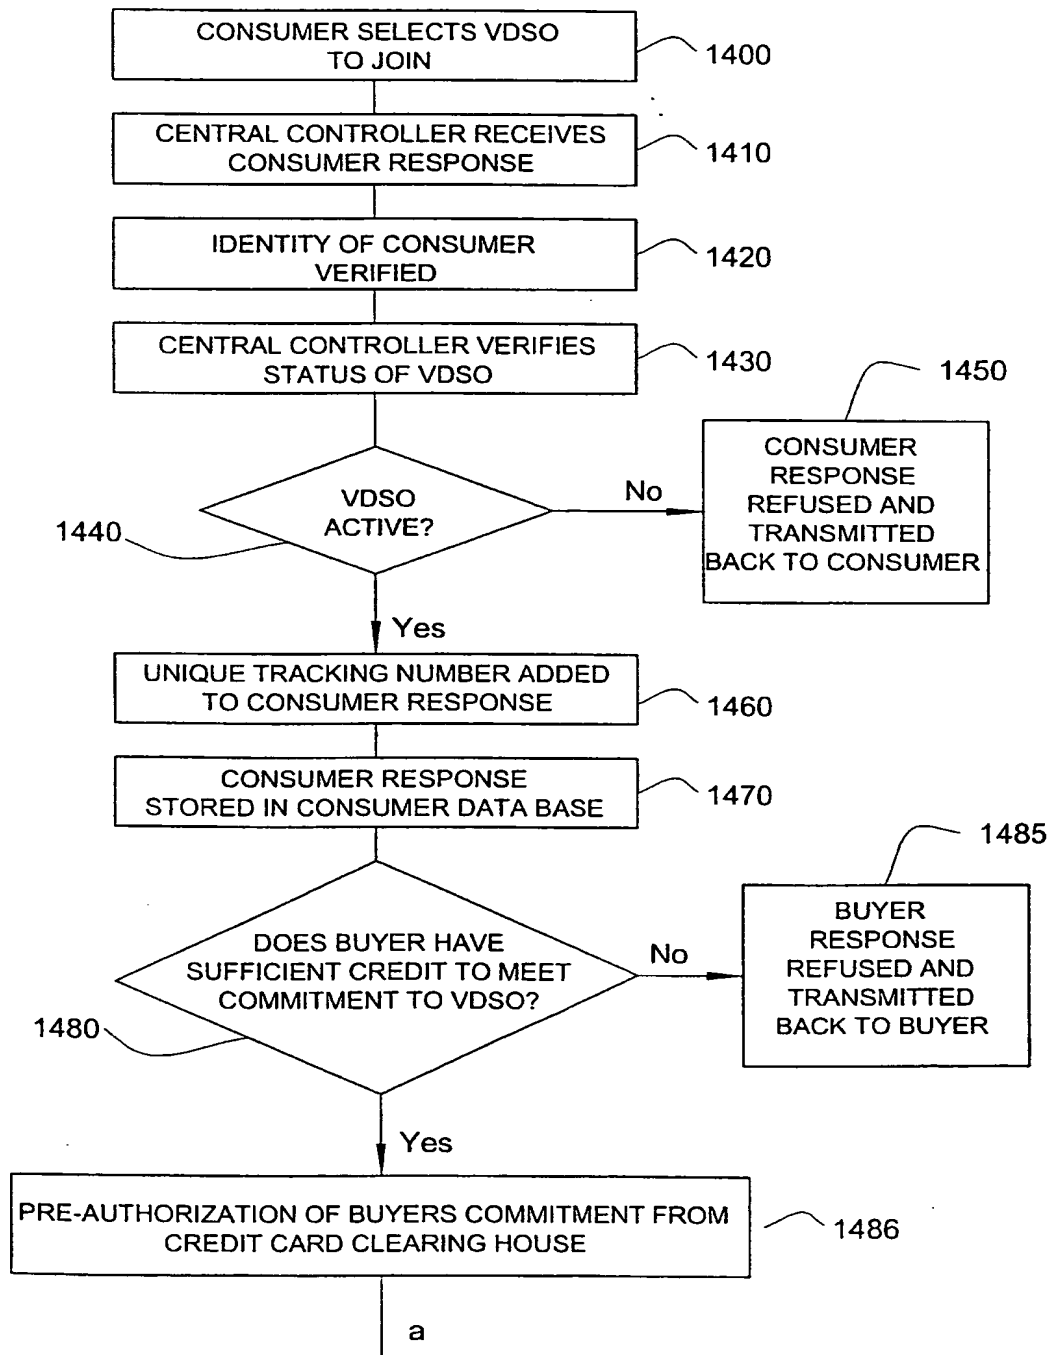 CONSUMER SELECTS VDSO
TO JOIN
1400
CENTRAL CONTROLLER RECEIVES
CONSUMER RESPONSE
1410
IDENTITY OF CONSUMER
VERIFIED
1420
CENTRAL CONTROLLER VERIFIES
STATUS OF VDSO
1430
1450
CONSUMER
RESPONSE
REFUSED AND
TRANSMITTED
BACK TO CONSUMER
No
VDSO
ACTIVE?
1440
Yes
UNIQUE TRACKING NUMBER ADDED
TO CONSUMER RESPONSE
1460
CONSUMER RESPONSE
STORED IN CONSUMER DATA BASE
1470
1485
BUYER
RESPONSE
REFUSED AND
TRANSMITTED
BACK TO BUYER
No
DOES BUYER HAVE
SUFFICIENT CREDIT TO MEET
COMMITMENT TO VDSO?
1480
Yes
PRE-AUTHORIZATION OF BUYERS COMMITMENT FROM
CREDIT CARD CLEARING HOUSE
1486
a